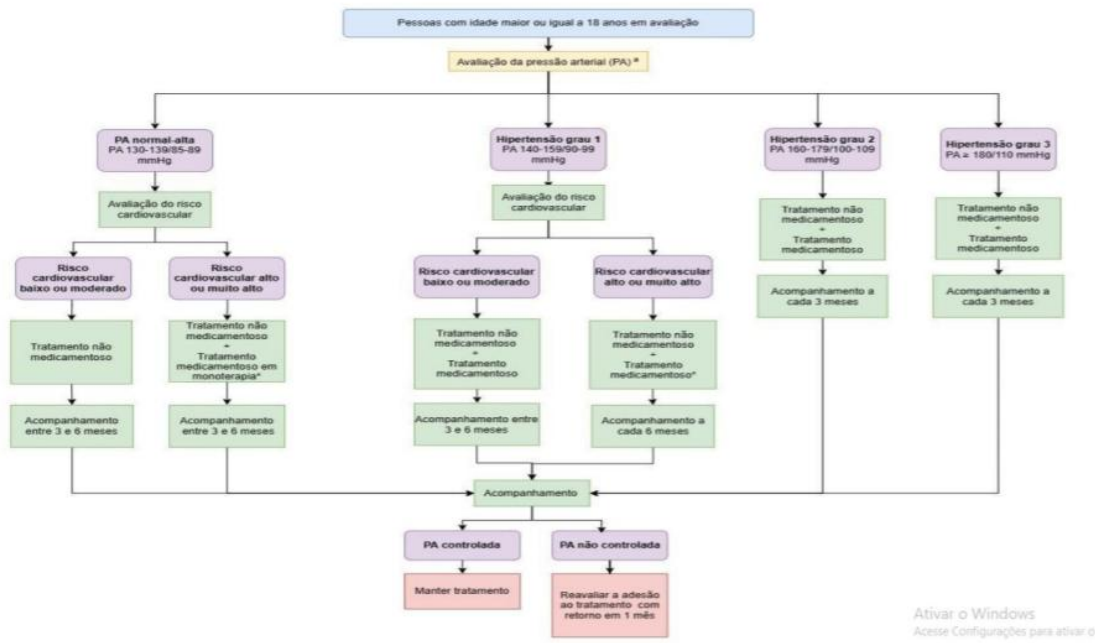 Pessoas com idade maior ou igual a 18 anos em avaliação
Avaliação da pressão arterial (PA) a
PA normal-alta
PA 130-139/85-89
mmHg
Hipertensão grau 1
PA 140-159/90-99
mmHg
Hipertensão grau 2
PA 160-179/100-109
mmHg
Hipertensão grau 3
PA = 180/110 mmHg
Avaliação do risco
cardiovascular
Avaliação do risco
cardiovascular
Tratamento não
medicamentoso
+
Tratamento
medicamentoso
Tratamento não
medicamentoso
+
Tratamento
medicamentoso
Risco
cardiovascular
baixo ou moderado
Risco
cardiovascular alto
ou muito alto
Risco cardiovascular
baixo ou moderado
Risco cardiovascular
alto ou muito alto
Acompanhamento a
cada 3 meses
Acompanhamento a
cada 3 meses
Tratamento não
medicamentoso
Tratamento não
medicamentoso
+
Tratamento
medicamentoso em
monoterapia*
Tratamento não
medicamentoso
+
Tratamento
medicamentoso
Tratamento não
medicamentoso
+
Tratamento
medicamentoso*
Acompanhamento
entre 3 e 6 meses
Acompanhamento
entre 3 e 6 meses
Acompanhamento entre
3 e 6 meses
Acompanhamento a
cada 6 meses
Acompanhamento
PA controlada
PA não controlada
Manter tratamento
Reavaliar a adesão
ao tratamento com
retorno em 1 mês
Ativar o Windows
Acesse Configurações para ativar o